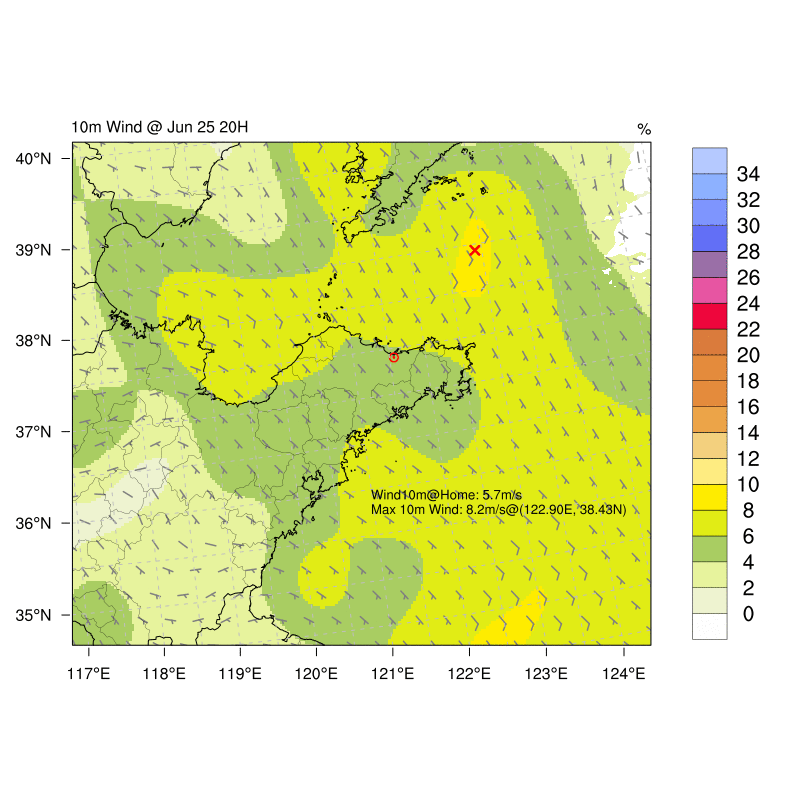 10m Wind @ Jun 25 20H
%
40°N
39°N
38°N
37°N
36°N
35°N
117°E 118°E 119°E 120°E 121°E 122°E 123°E 124°E
Wind10m@Home: 5.7m/s
Max 10m Wind: 8.2m/s@(122.90E, 38.43N)
34
32
30
28
26
24
22
20
18
16
14
12
10
8
6
4
2
0